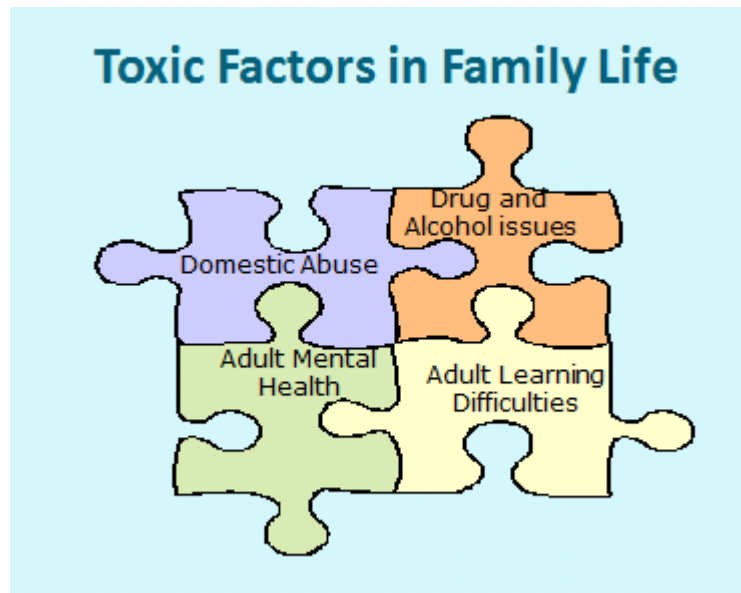 Toxic Factors in Family Life
Drug and
Alcohol issues
Domestic Abuse
Adult Mental
Health
Adult Learning
Difficulties